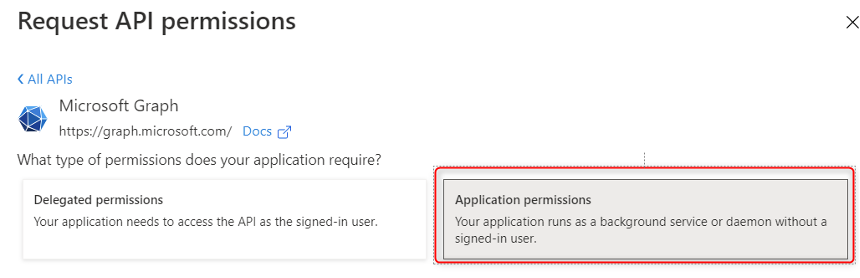 Request API permissions
All APIs
Microsoft Graph
https://graph.microsoft.com/ Docs
What type of permissions does your application require?
Delegated permissions
Your application needs to access the API as the signed-in user.
Application permissions
Your application runs as a background service or daemon without a
signed-in user.